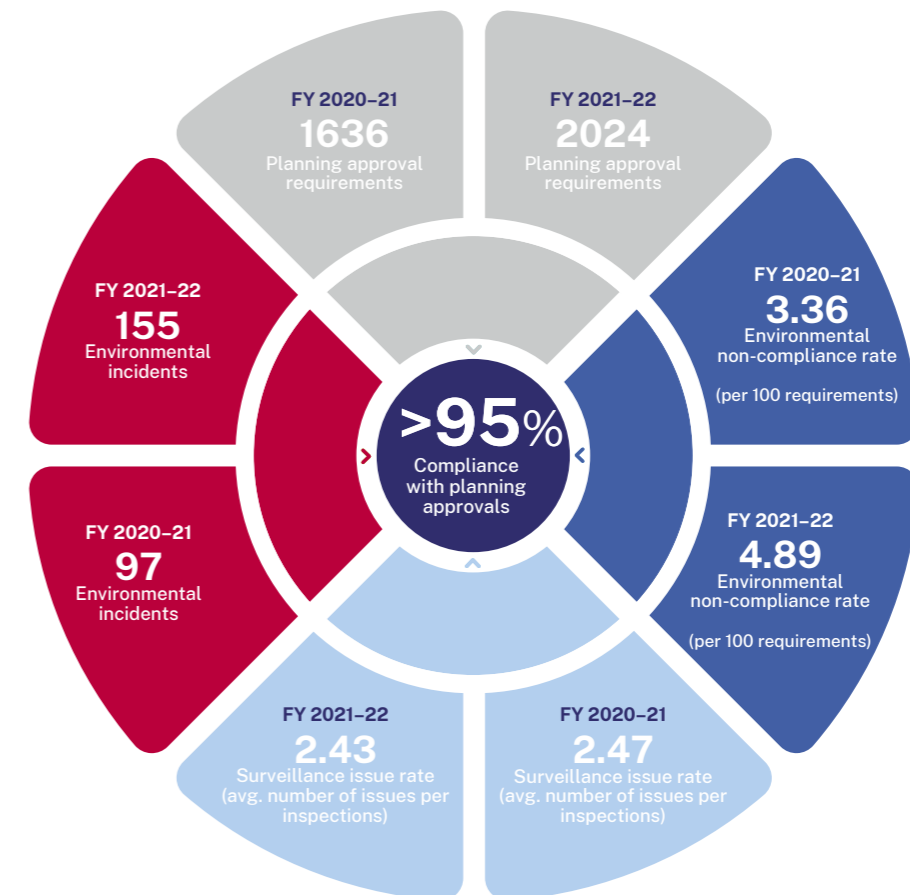 FY 2020–21
1636
Planning approval
requirements
FY 2021–22
2024
Planning approval
requirements
FY 2020–21
3.36
Environmental
non-compliance rate
(per 100 requirements)
FY 2021–22
4.89
Environmental
non-compliance rate
(per 100 requirements)
FY 2020–21
2.47
Surveillance issue rate
(avg. number of issues per
inspections)
FY 2021–22
2.43
Surveillance issue rate
(avg. number of issues per
inspections)
FY 2020–21
97
Environmental
incidents
FY 2021–22
155
Environmental
incidents
>95%
Compliance
with planning
approvals